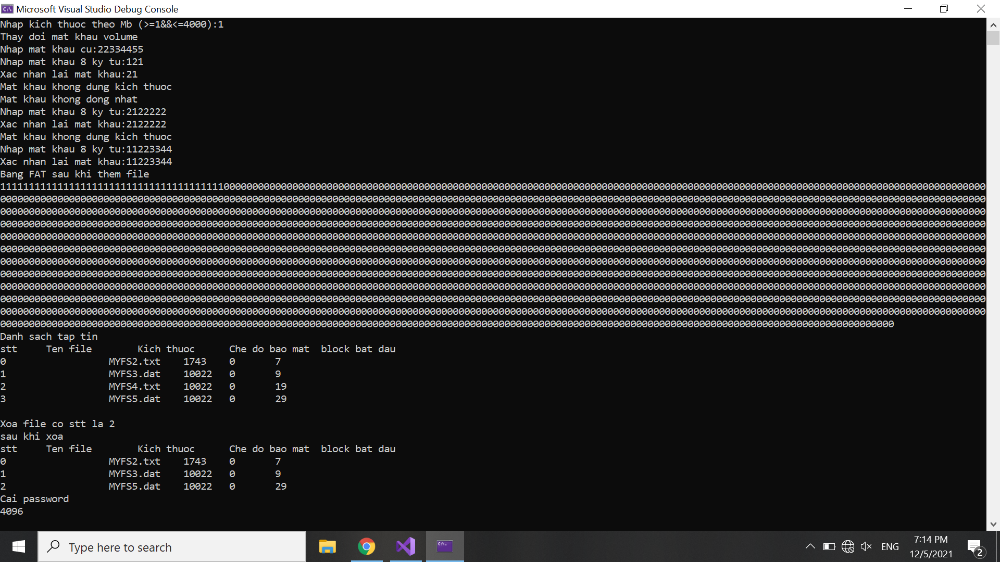 Microsoft Visual Studio Debug Console
Nhap kich thuoc theo Mb (>=1&&<=4000):1
Thay doi mat khau volume
Nhap mat khau cu:22334455
Nhap mat khau 8 ky tu:121
Xac nhan lai mat khau:21
Mat khau khong dung kich thuoc
Mat khau khong dong nhat
Nhap mat khau 8 ky tu:2122222
Xac nhan lai mat khau:2122222
Mat khau khong dung kich thuoc
Nhap mat khau 8 ky tu:11223344
Xac nhan lai mat khau:11223344
Bang FAT sau khi them file
1111111111111111111111111111111111111110000000000000000000000000000000000000000000000000000000000000000000000000000000000000000000000000000000000000000000000000000000000000
0000000000000000000000000000000000000000000000000000000000000000000000000000000000000000000000000000000000000000000000000000000000000000000000000000000000000000000000000000
0000000000000000000000000000000000000000000000000000000000000000000000000000000000000000000000000000000000000000000000000000000000000000000000000000000000000000000000000000
0000000000000000000000000000000000000000000000000000000000000000000000000000000000000000000000000000000000000000000000000000000000000000000000000000000000000000000000000000
0000000000000000000000000000000000000000000000000000000000000000000000000000000000000000000000000000000000000000000000000000000000000000000000000000000000000000000000000000
0000000000000000000000000000000000000000000000000000000000000000000000000000000000000000000000000000000000000000000000000000000000000000000000000000000000000000000000000000
0000000000000000000000000000000000000000000000000000000000000000000000000000000000000000000000000000000000000000000000000000000000000000000000000000000000000000000000000000
0000000000000000000000000000000000000000000000000000000000000000000000000000000000000000000000000000000000000000000000000000000000000000000000000000000000000000000000000000
0000000000000000000000000000000000000000000000000000000000000000000000000000000000000000000000000000000000000000000000000000000000000000000000000000000000000000000000000000
0000000000000000000000000000000000000000000000000000000000000000000000000000000000000000000000000000000000000000000000000000000000000000000000000000000000000000000000000000
0000000000000000000000000000000000000000000000000000000000000000000000000000000000000000000000000000000000000000000000000000000000000000000000000000000000000000000000000000
000000000000000000000000000000000000000000000000000000000000000000000000000000000000000000000000000000000000000000000000000000000000000000000000000000000000
Danh sach tap tin
stt Ten file Kich thuoc Che do bao mat block bat dau
0 MYFS2.txt 1743 0 7
1 MYFS3.dat 10022 0 9
2 MYFS4.txt 10022 0 19
3 MYFS5.dat 10022 0 29
Xoa file co stt la 2
sau khi xoa
stt Ten file Kich thuoc Che do bao mat block bat dau
0 MYFS2.txt 1743 0 7
1 MYFS3.dat 10022 0 9
2 MYFS5.dat 10022 0 29
Cai password
4096
Type here to search
ENG
7:14 PM
12/5/2021
2